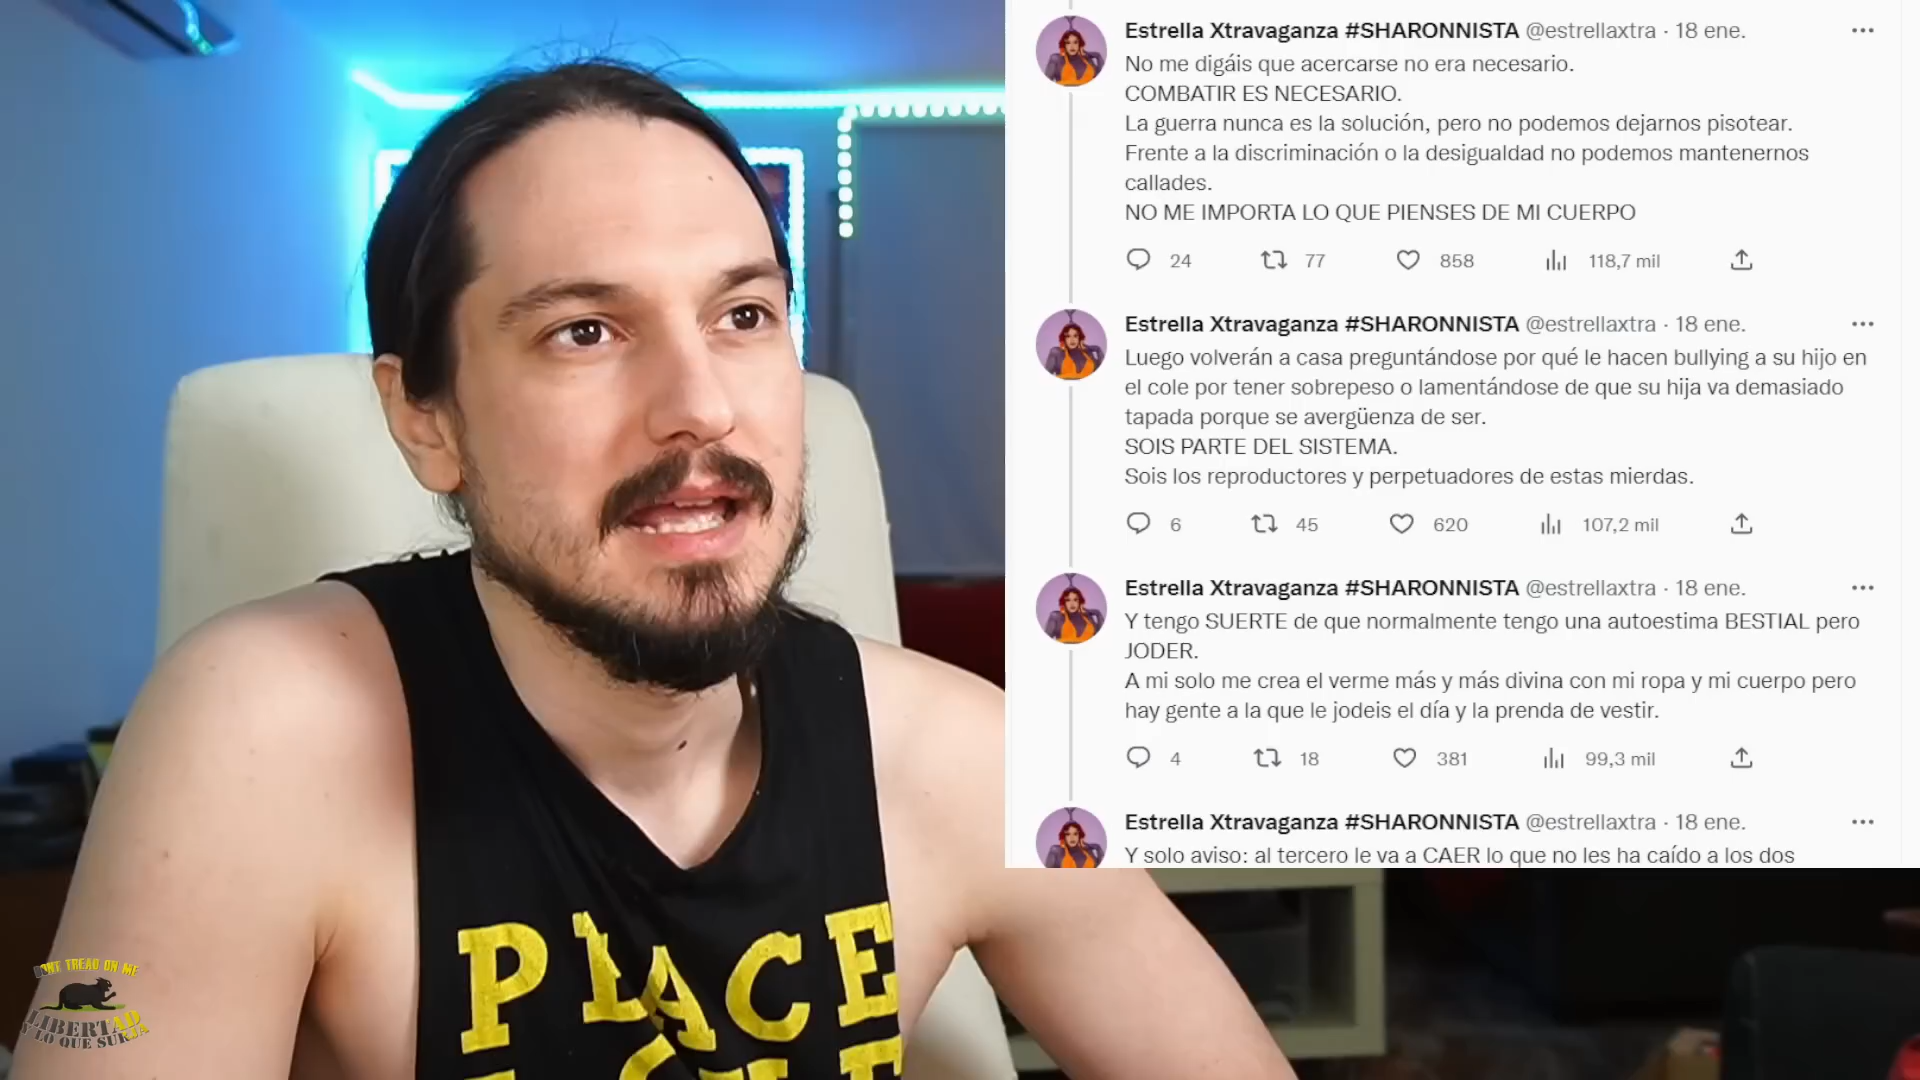 Estrella Xtravaganza #SHARONNISTA @estrellaxtra · 18 ene.
No me digáis que acercarse no era necesario.
COMBATIR ES NECESARIO.
La guerra nunca es la solución, pero no podemos dejarnos pisotear.
Frente a la discriminación o la desigualdad no podemos mantenernos
callades.
NO ME IMPORTA LO QUE PIENSES DE MI CUERPO
24 77 858 118,7 mil
Estrella Xtravaganza #SHARONNISTA @estrellaxtra · 18 ene.
Luego volverán a casa preguntándose por qué le hacen bullying a su hijo en
el cole por tener sobrepeso o lamentándose de que su hija va demasiado
tapada porque se avergüenza de ser.
SOIS PARTE DEL SISTEMA.
Sois los reproductores y perpetuadores de estas mierdas.
6 45 620 107,2 mil
Estrella Xtravaganza #SHARONNISTA @estrellaxtra · 18 ene.
Y tengo SUERTE de que normalmente tengo una autoestima BESTIAL pero
JODER.
A mi solo me crea el verme más y más divina con mi ropa y mi cuerpo pero
hay gente a la que le jodeis el día y la prenda de vestir.
4 18 381 99,3 mil
Estrella Xtravaganza #SHARONNISTA @estrellaxtra · 18 ene.
Y solo aviso: al tercero le va a CAER lo que no les ha caído a los dos
PLACE
DONT TREAD ON ME
LIBERTAD
Y LO QUE SURJA